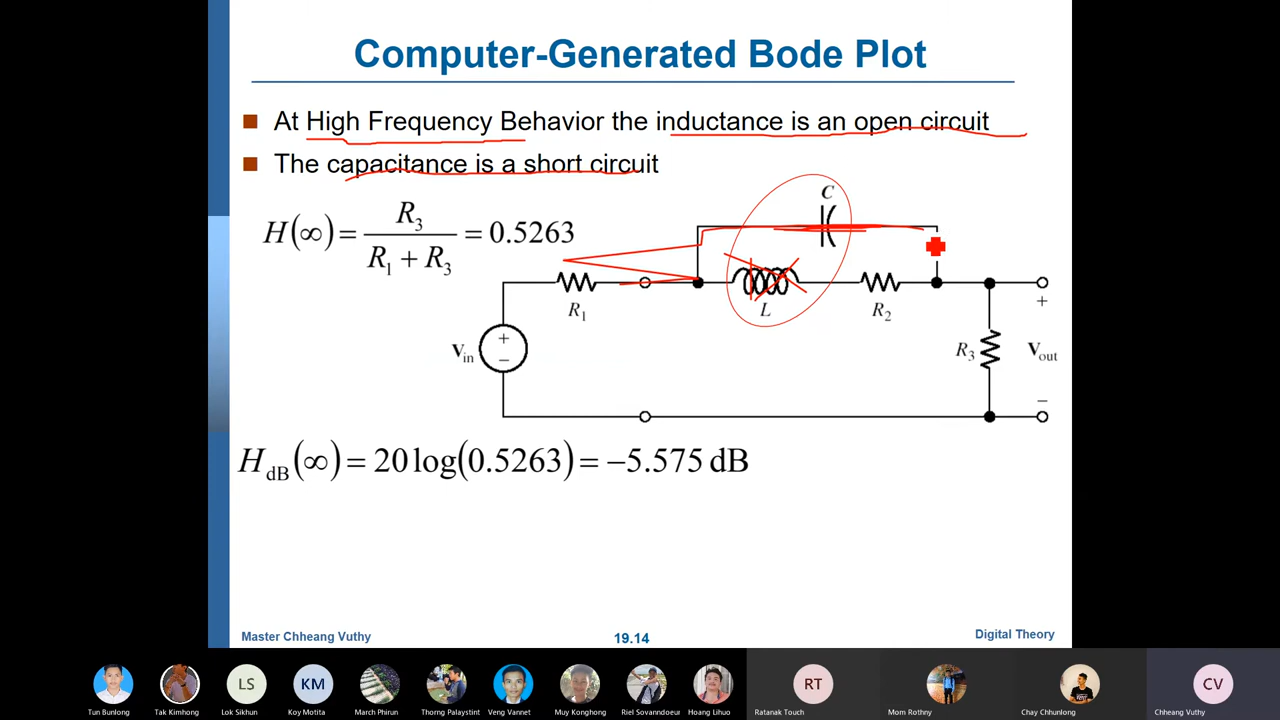 Computer-Generated Bode Plot
■ At High Frequency Behavior the inductance is an open circuit
■ The capacitance is a short circuit
H(∞) = R₃ / (R₁ + R₃) = 0.5263
C
R₁
L
R₂
V_in
+
−
R₃
+
V_out
−
H_dB(∞) = 20 log(0.5263) = −5.575 dB
Master Chheang Vuthy
19.14
Digital Theory
LS
KM
RT
CV
Tun Bunlong
Tak Kimhong
Lok Sikhun
Koy Motita
March Phirun
Thorng Palaystint
Veng Vannet
Muy Konghong
Riel Sovanndoeur
Hoang Lihuo
Ratanak Touch
Mom Rothny
Chay Chhunlong
Chheang Vuthy